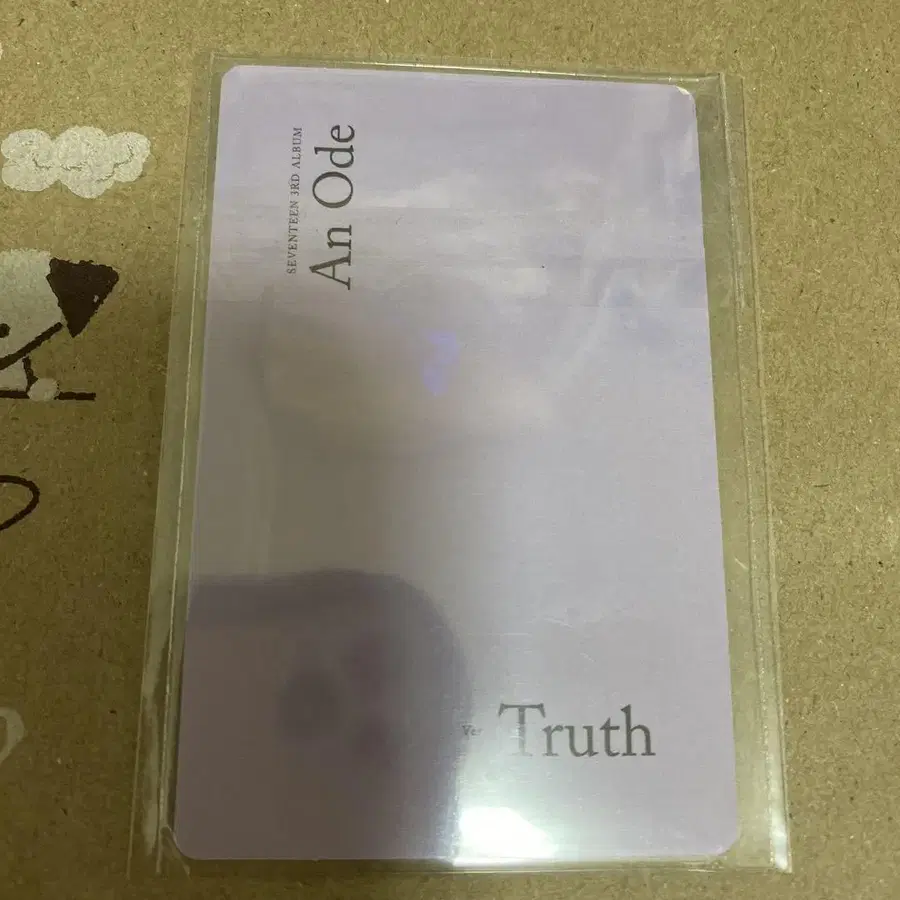 SEVENTEEN 3RD ALBUM
An Ode
Ver Truth